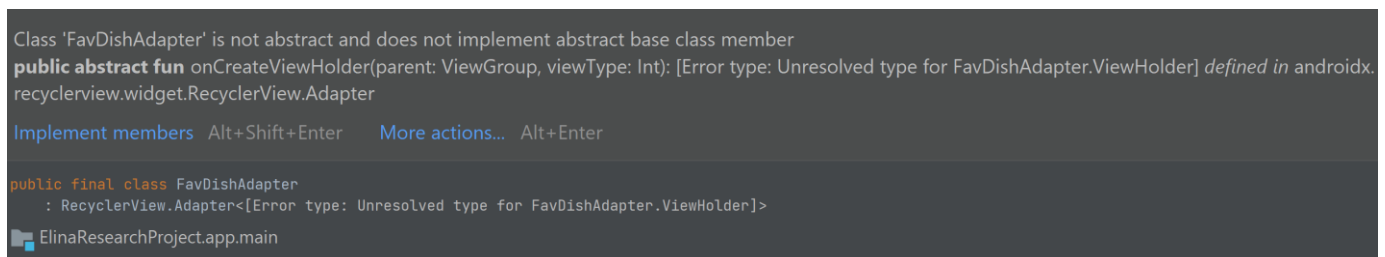 Class 'FavDishAdapter' is not abstract and does not implement abstract base class member
public abstract fun onCreateViewHolder(parent: ViewGroup, viewType: Int): [Error type: Unresolved type for FavDishAdapter.ViewHolder] defined in androidx.
recyclerview.widget.RecyclerView.Adapter
Implement members Alt+Shift+Enter More actions... Alt+Enter
public final class FavDishAdapter
: RecyclerView.Adapter<[Error type: Unresolved type for FavDishAdapter.ViewHolder]>
ElinaResearchProject.app.main